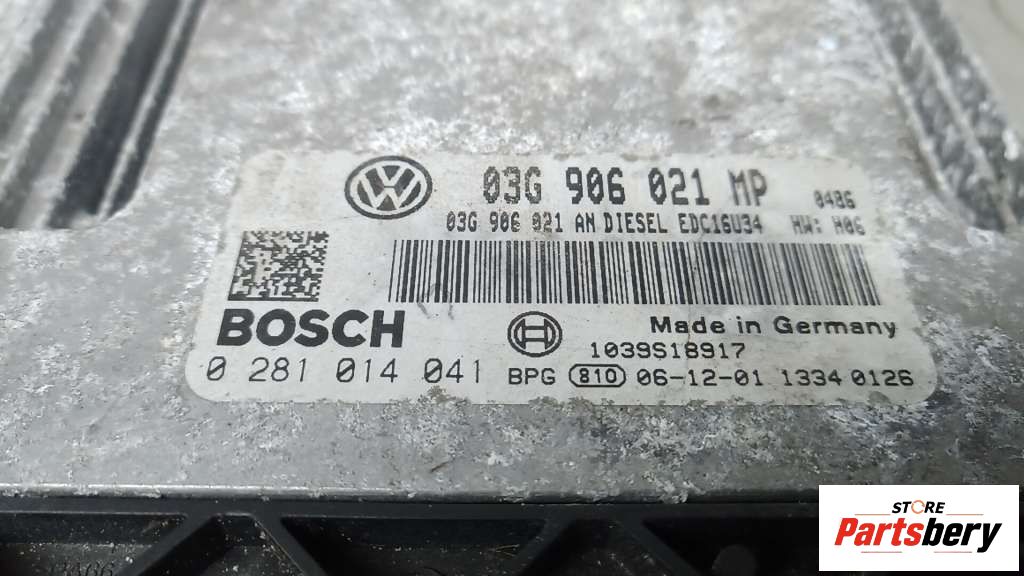 03G 906 021 MP 0486
03G 906 021 AN DIESEL EDC16U34 HW: H06
BOSCH
Made in Germany
1039S18917
0 281 014 041 BPG 810 06-12-01 1334 0126
STORE
Partsbery